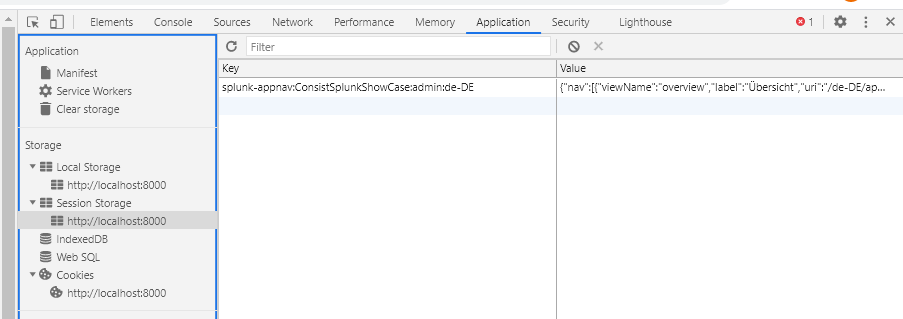 Elements Console Sources Network Performance Memory Application Security Lighthouse 1
Application
Filter
Manifest
Service Workers
Clear storage
Storage
Local Storage
http://localhost:8000
Session Storage
http://localhost:8000
IndexedDB
Web SQL
Cookies
http://localhost:8000
Key Value
splunk-appnav:ConsistSplunkShowCase:admin:de-DE {"nav":[{"viewName":"overview","label":"Übersicht","uri":"/de-DE/ap...